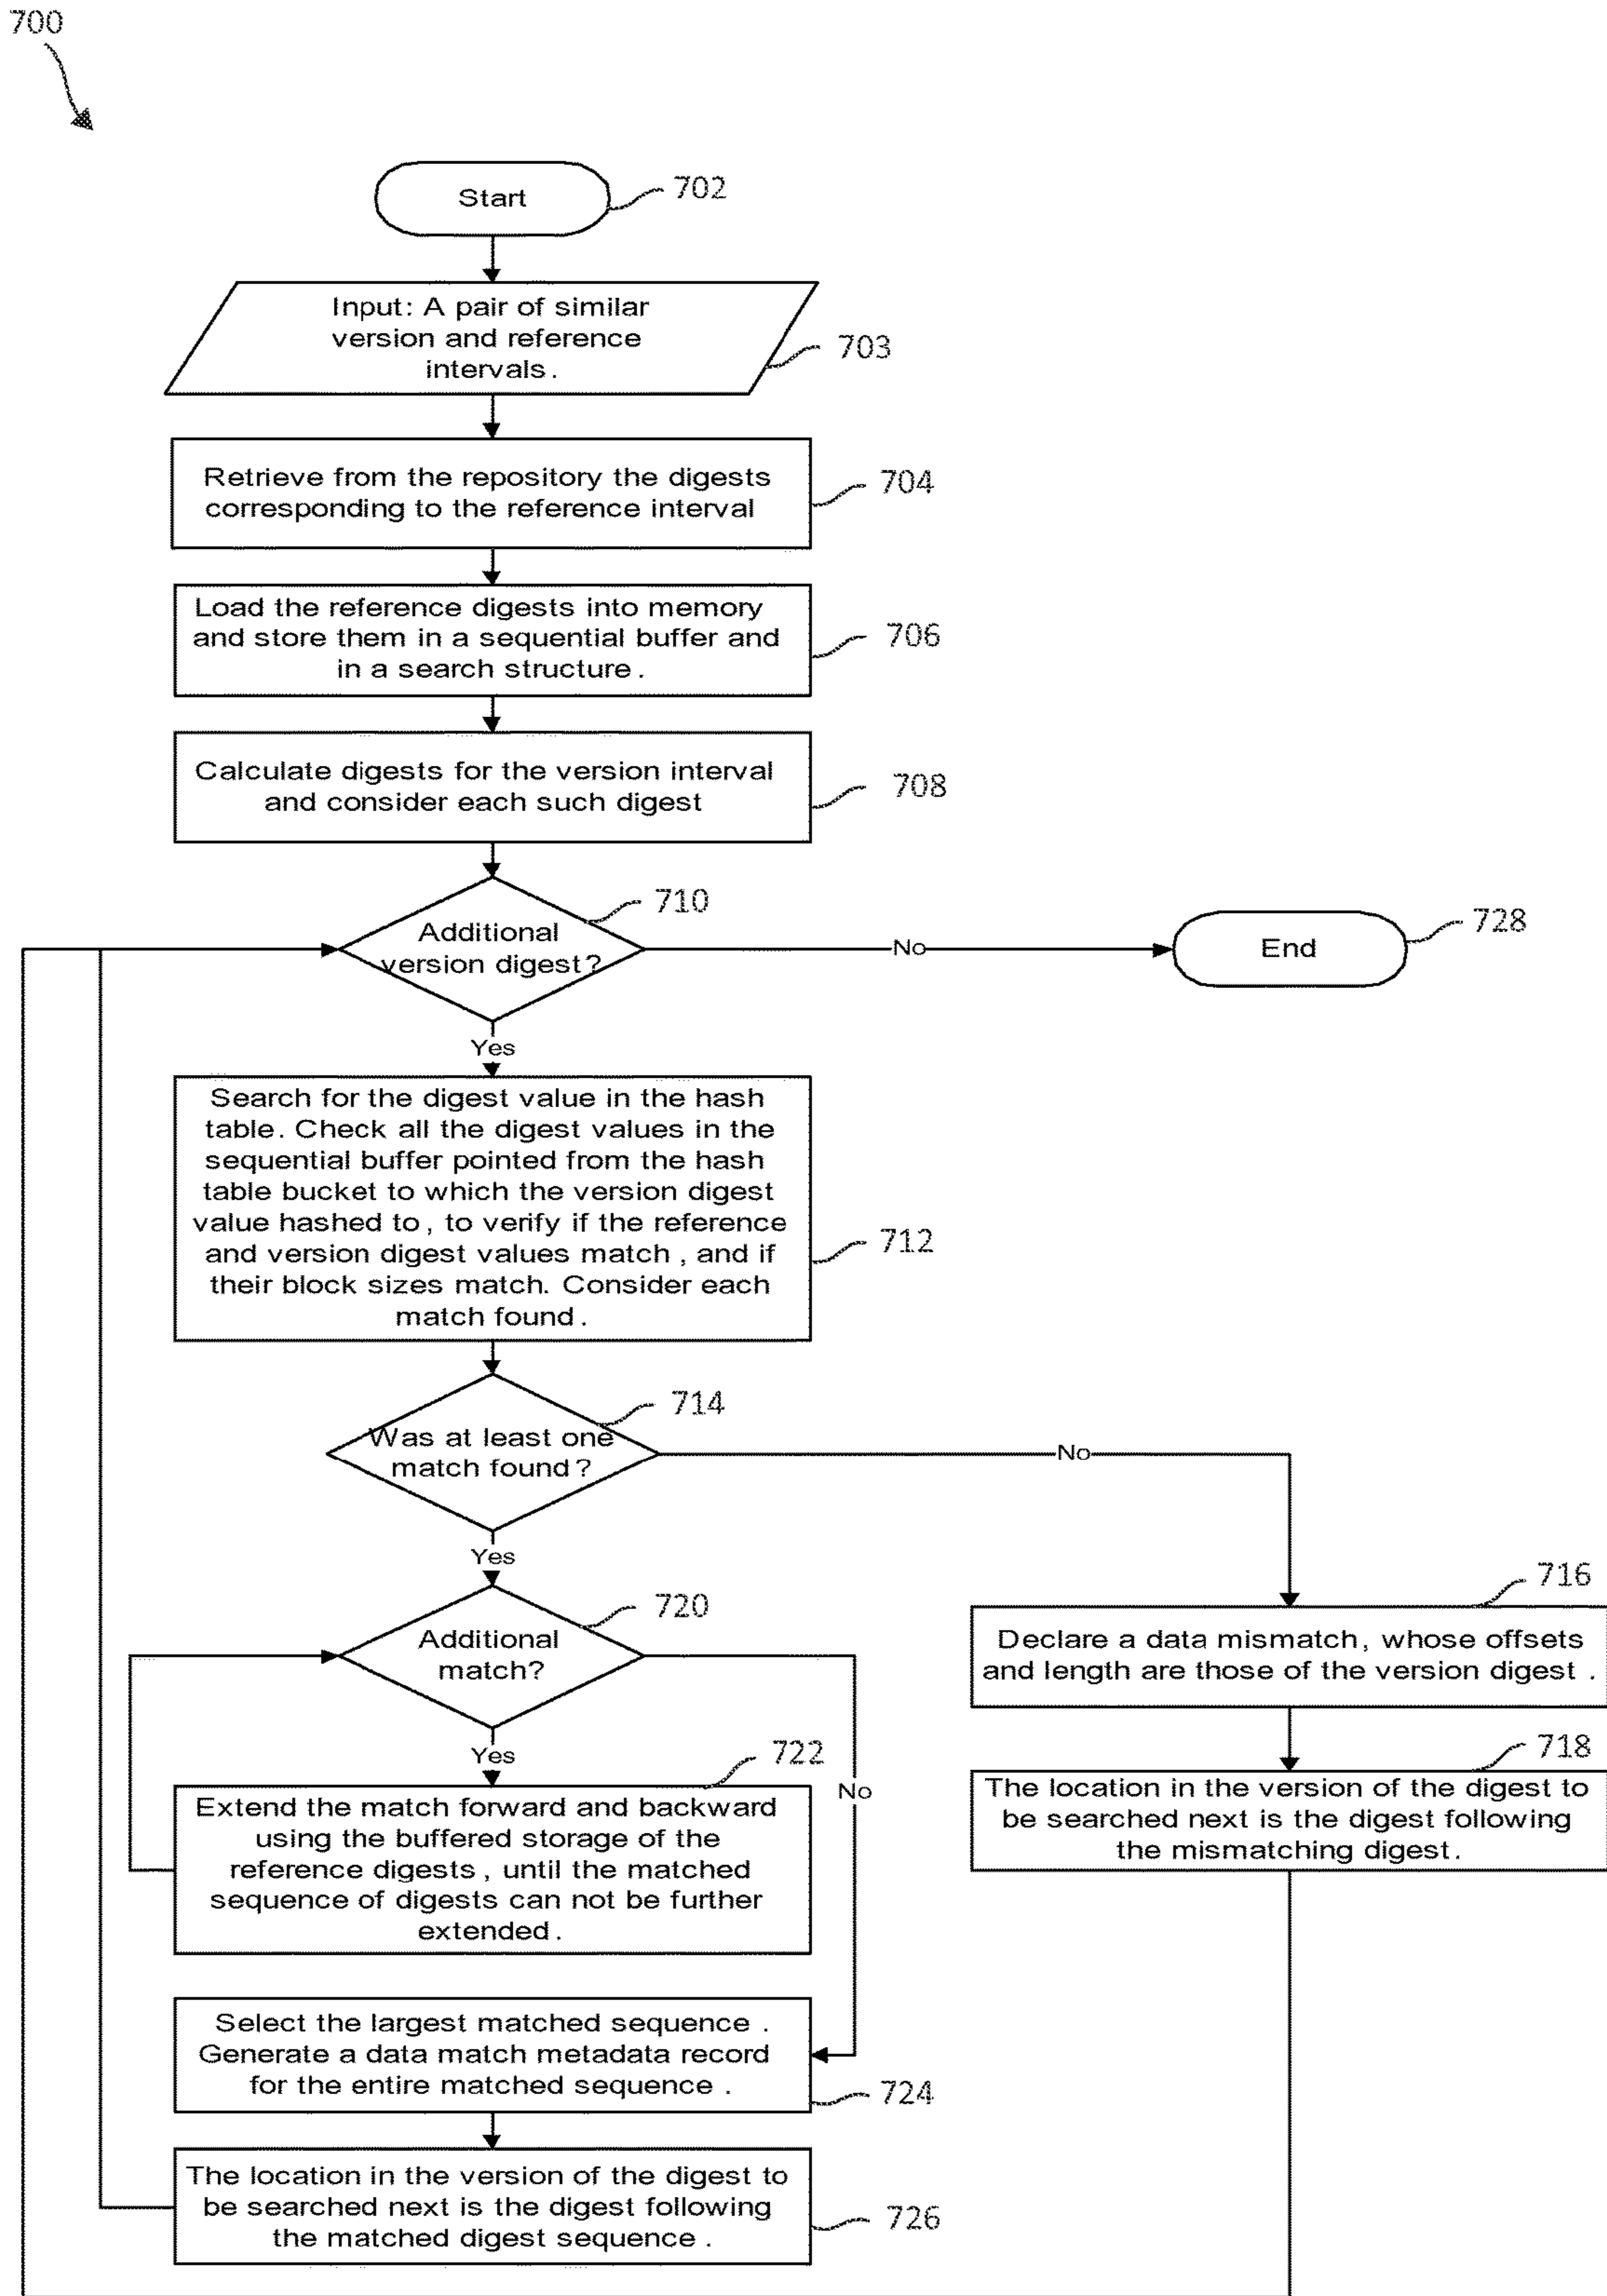 700
Start
702
Input: A pair of similar
version and reference
intervals.
703
Retrieve from the repository the digests
corresponding to the reference interval
704
Load the reference digests into memory
and store them in a sequential buffer and
in a search structure.
706
Calculate digests for the version interval
and consider each such digest
708
710
Additional
version digest?
No
End
728
Yes
Search for the digest value in the hash
table. Check all the digest values in the
sequential buffer pointed from the hash
table bucket to which the version digest
value hashed to, to verify if the reference
and version digest values match, and if
their block sizes match. Consider each
match found.
712
714
Was at least one
match found?
No
Yes
716
Declare a data mismatch, whose offsets
and length are those of the version digest.
718
The location in the version of the digest to
be searched next is the digest following
the mismatching digest.
720
Additional
match?
Yes
No
722
Extend the match forward and backward
using the buffered storage of the
reference digests, until the matched
sequence of digests can not be further
extended.
Select the largest matched sequence.
Generate a data match metadata record
for the entire matched sequence.
724
The location in the version of the digest to
be searched next is the digest following
the matched digest sequence.
726